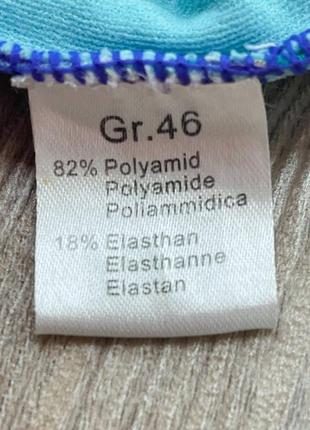 Gr.46
82% Polyamid
Polyamide
Poliammidica
18% Elasthan
Elasthanne
Elastan